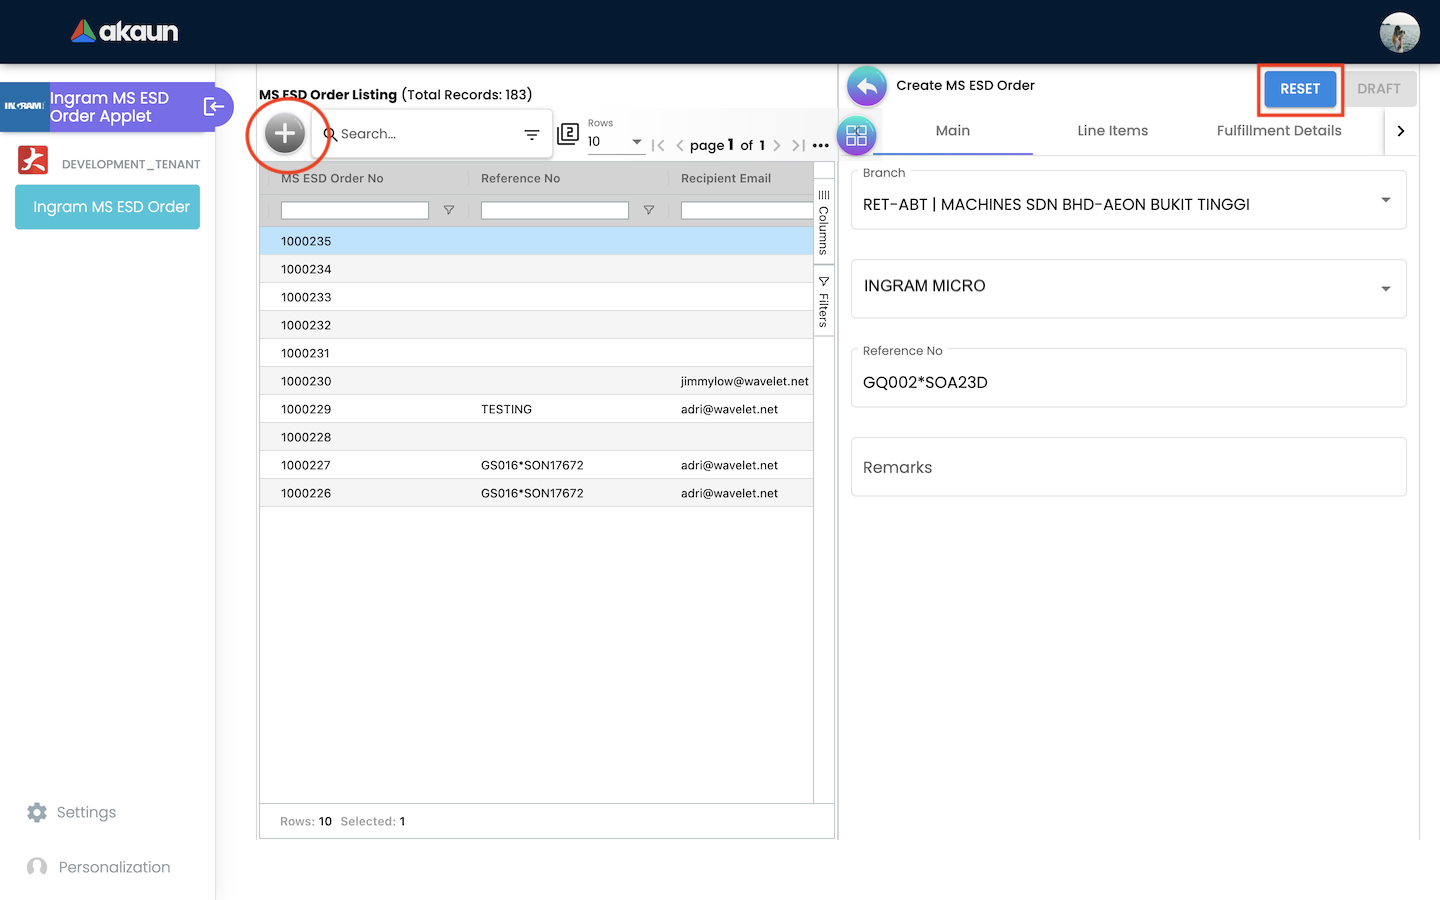 akaun
INGRAM
Ingram MS ESD
Order Applet
DEVELOPMENT_TENANT
Ingram MS ESD Order
Settings
Personalization
MS ESD Order Listing (Total Records: 183)
Search...
2
Rows
10
page 1 of 1
MS ESD Order No Reference No Recipient Email
1000235
1000234
1000233
1000232
1000231
1000230 jimmylow@wavelet.net
1000229 TESTING adri@wavelet.net
1000228
1000227 GS016*SON17672 adri@wavelet.net
1000226 GS016*SON17672 adri@wavelet.net
Columns
Filters
Rows: 10 Selected: 1
Create MS ESD Order
RESET
DRAFT
Main Line Items Fulfillment Details
Branch
RET-ABT | MACHINES SDN BHD-AEON BUKIT TINGGI
INGRAM MICRO
Reference No
GQ002*SOA23D
Remarks